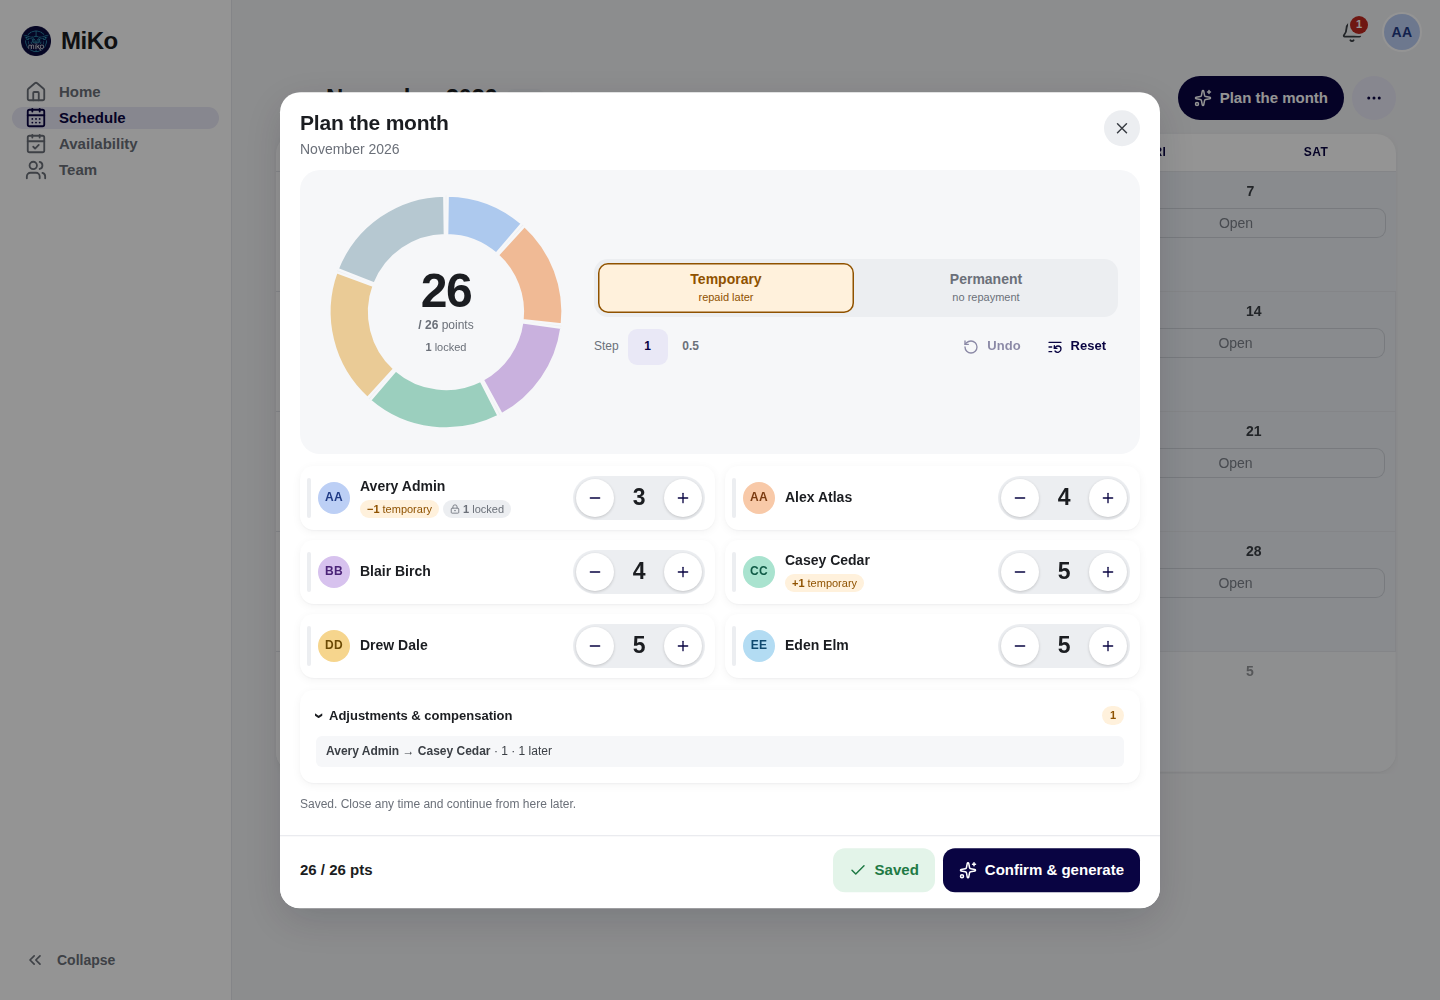 MiKo
Home
Schedule
Availability
Team
Collapse
1
AA
Plan the month
SAT
7
Open
14
Open
21
Open
28
Open
5
Plan the month
November 2026
26
/ 26 points
1 locked
Temporary
repaid later
Permanent
no repayment
Step 1 0.5
Undo
Reset
AA
Avery Admin
−1 temporary
1 locked
3
AA
Alex Atlas
4
BB
Blair Birch
4
CC
Casey Cedar
+1 temporary
5
DD
Drew Dale
5
EE
Eden Elm
5
Adjustments & compensation
1
Avery Admin → Casey Cedar · 1 · 1 later
Saved. Close any time and continue from here later.
26 / 26 pts
Saved
Confirm & generate